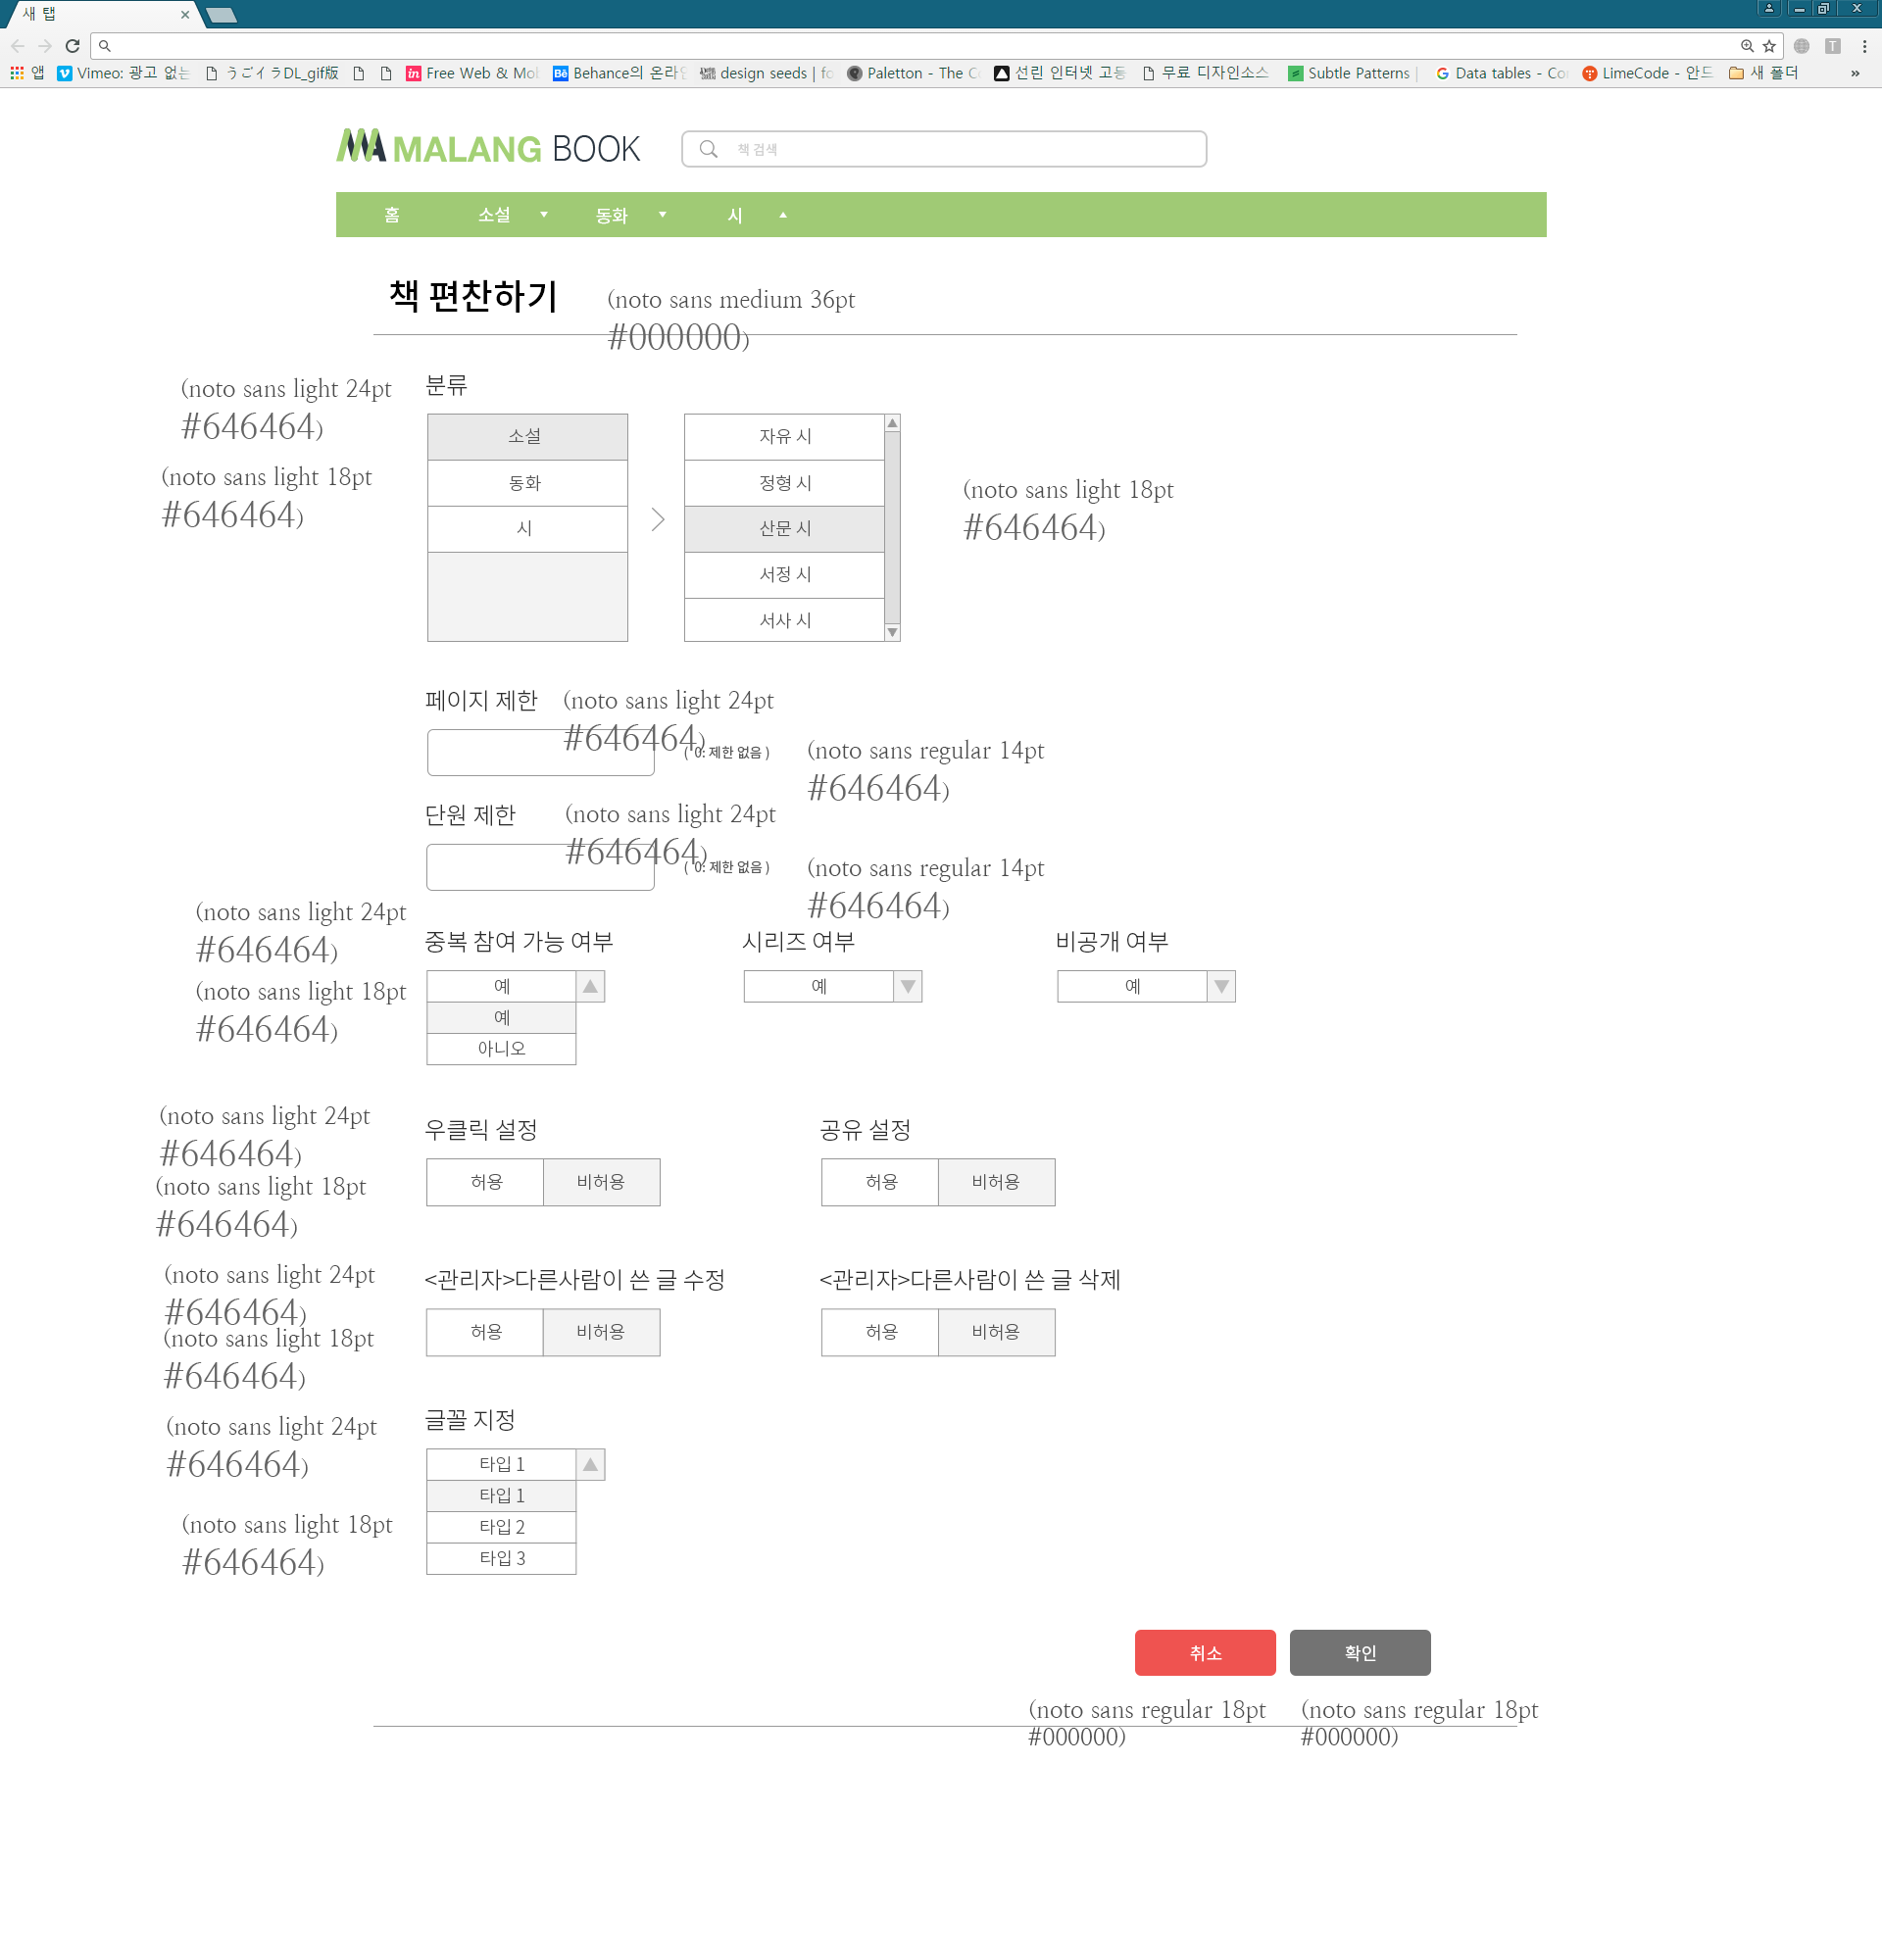 새 탭
앱 Vimeo: 광고 없는 うごイラDL_gif版 Free Web & Mo Behance의 온라인 design seeds | fo Paletton - The C 선린 인터넷 고등 무료 디자인소스 Subtle Patterns | Data tables - Co LimeCode - 안드 새 폴더 »
MALANG BOOK 책 검색
홈 소설 동화 시
책 편찬하기 (noto sans medium 36pt
#000000)
(noto sans light 24pt
#646464)
분류
(noto sans light 18pt
#646464)
소설
동화
시
자유 시
정형 시
산문 시
서정 시
서사 시
(noto sans light 18pt
#646464)
페이지 제한 (noto sans light 24pt
#646464)
( 0: 제한 없음 ) (noto sans regular 14pt
#646464)
단원 제한 (noto sans light 24pt
#646464)
( 0: 제한 없음 ) (noto sans regular 14pt
#646464)
(noto sans light 24pt
#646464)
중복 참여 가능 여부 시리즈 여부 비공개 여부
(noto sans light 18pt
#646464)
예 예 예
예
아니오
(noto sans light 24pt
#646464)
우클릭 설정 공유 설정
(noto sans light 18pt
#646464)
허용 비허용 허용 비허용
(noto sans light 24pt
#646464)
<관리자>다른사람이 쓴 글 수정 <관리자>다른사람이 쓴 글 삭제
(noto sans light 18pt
#646464)
허용 비허용 허용 비허용
(noto sans light 24pt
#646464)
글꼴 지정
타입 1
타입 1
타입 2
타입 3
(noto sans light 18pt
#646464)
취소 확인
(noto sans regular 18pt
#000000)
(noto sans regular 18pt
#000000)